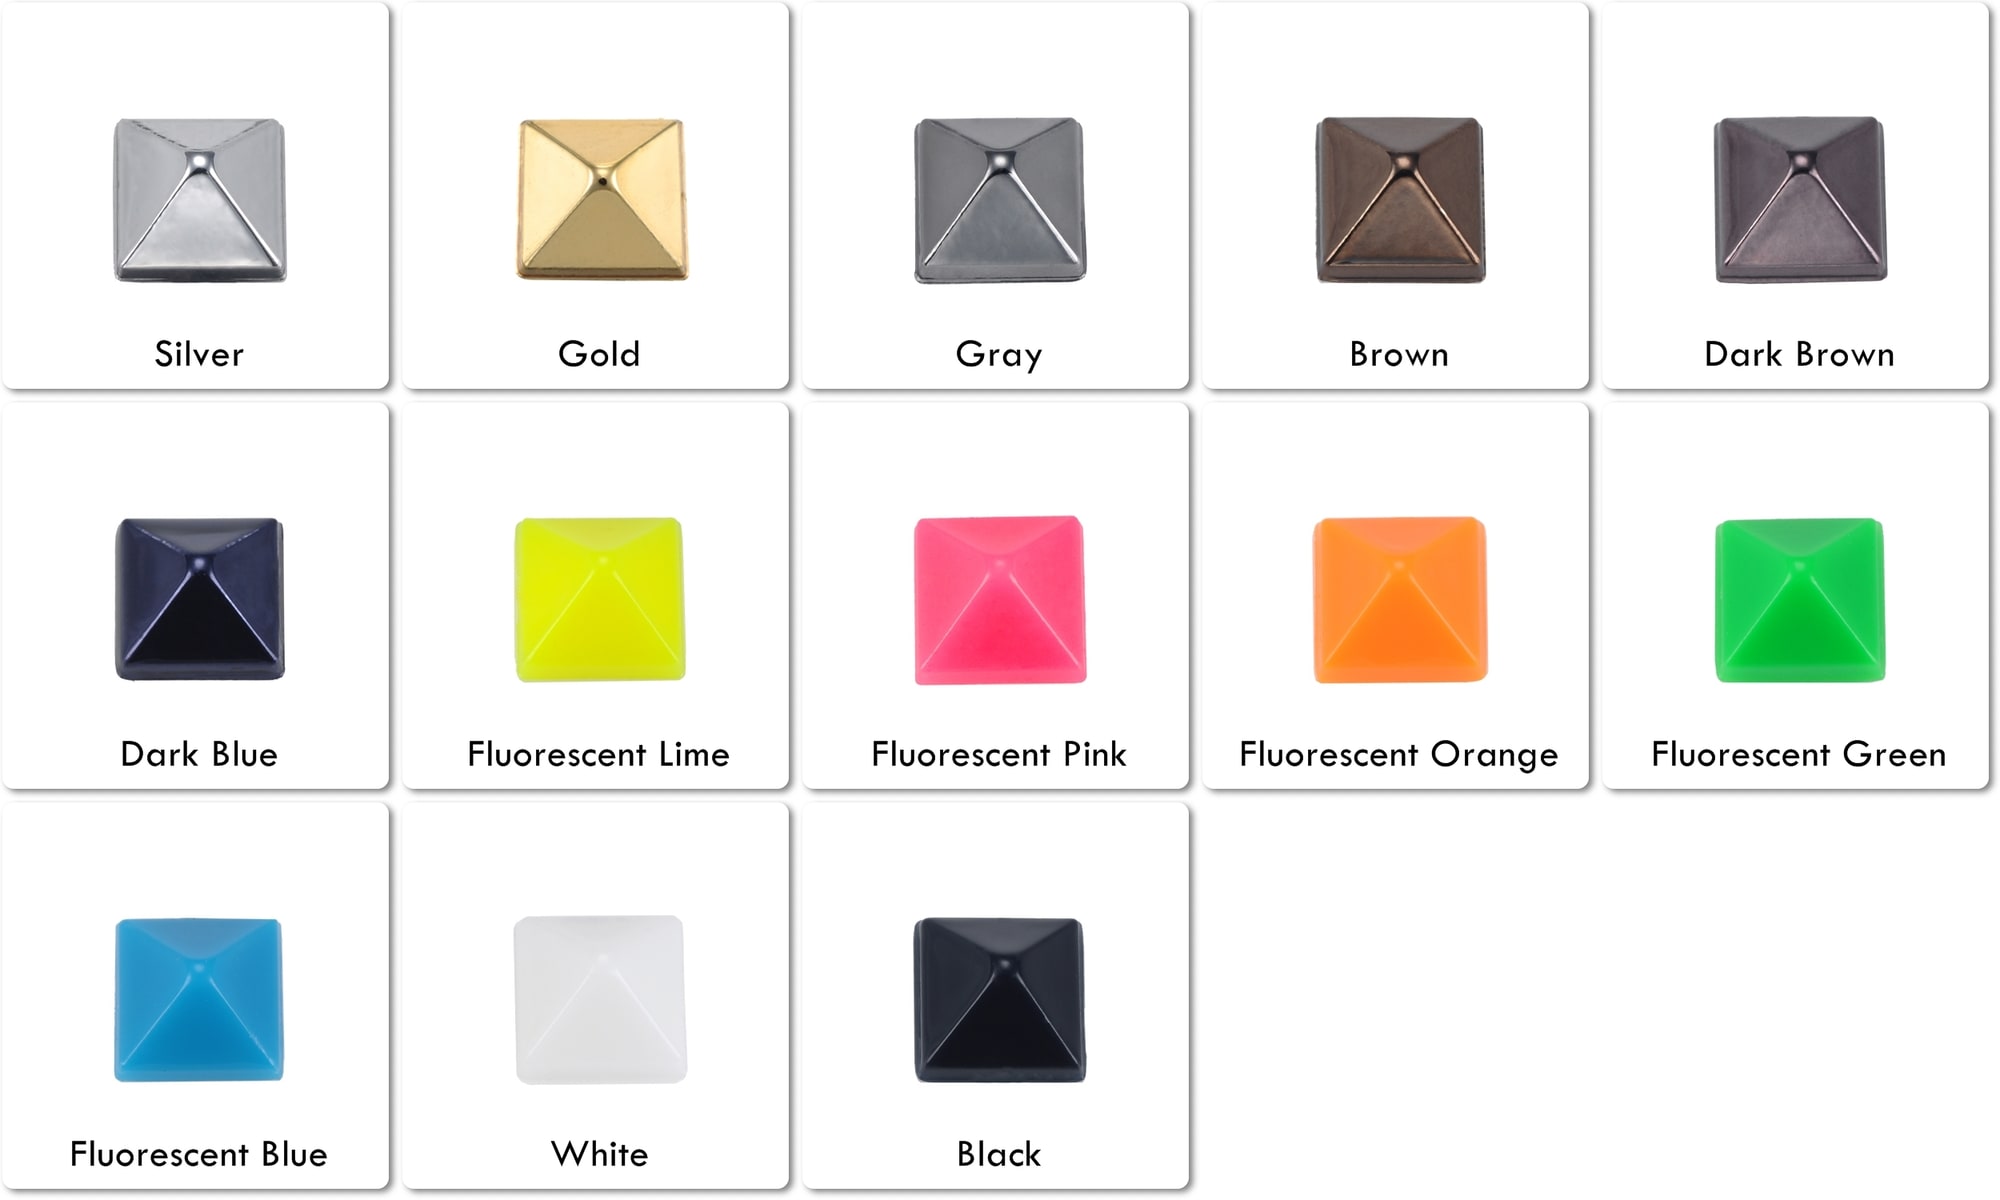 Silver
Gold
Gray
Brown
Dark Brown
Dark Blue
Fluorescent Lime
Fluorescent Pink
Fluorescent Orange
Fluorescent Green
Fluorescent Blue
White
Black